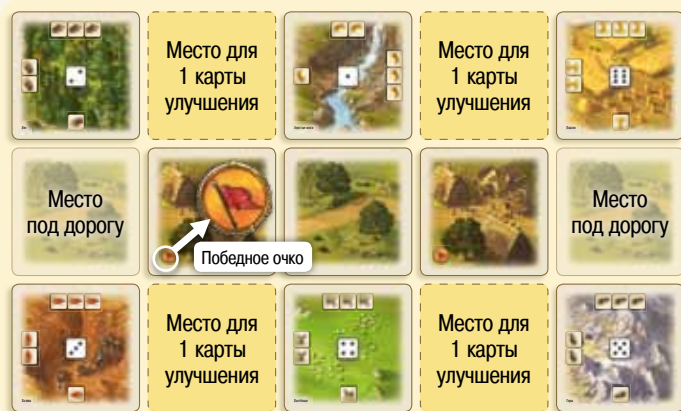 Место для
1 карты
улучшения
Место для
1 карты
улучшения
Место
под дорогу
Победное очко
Место
под дорогу
Место для
1 карты
улучшения
Место для
1 карты
улучшения
Горы